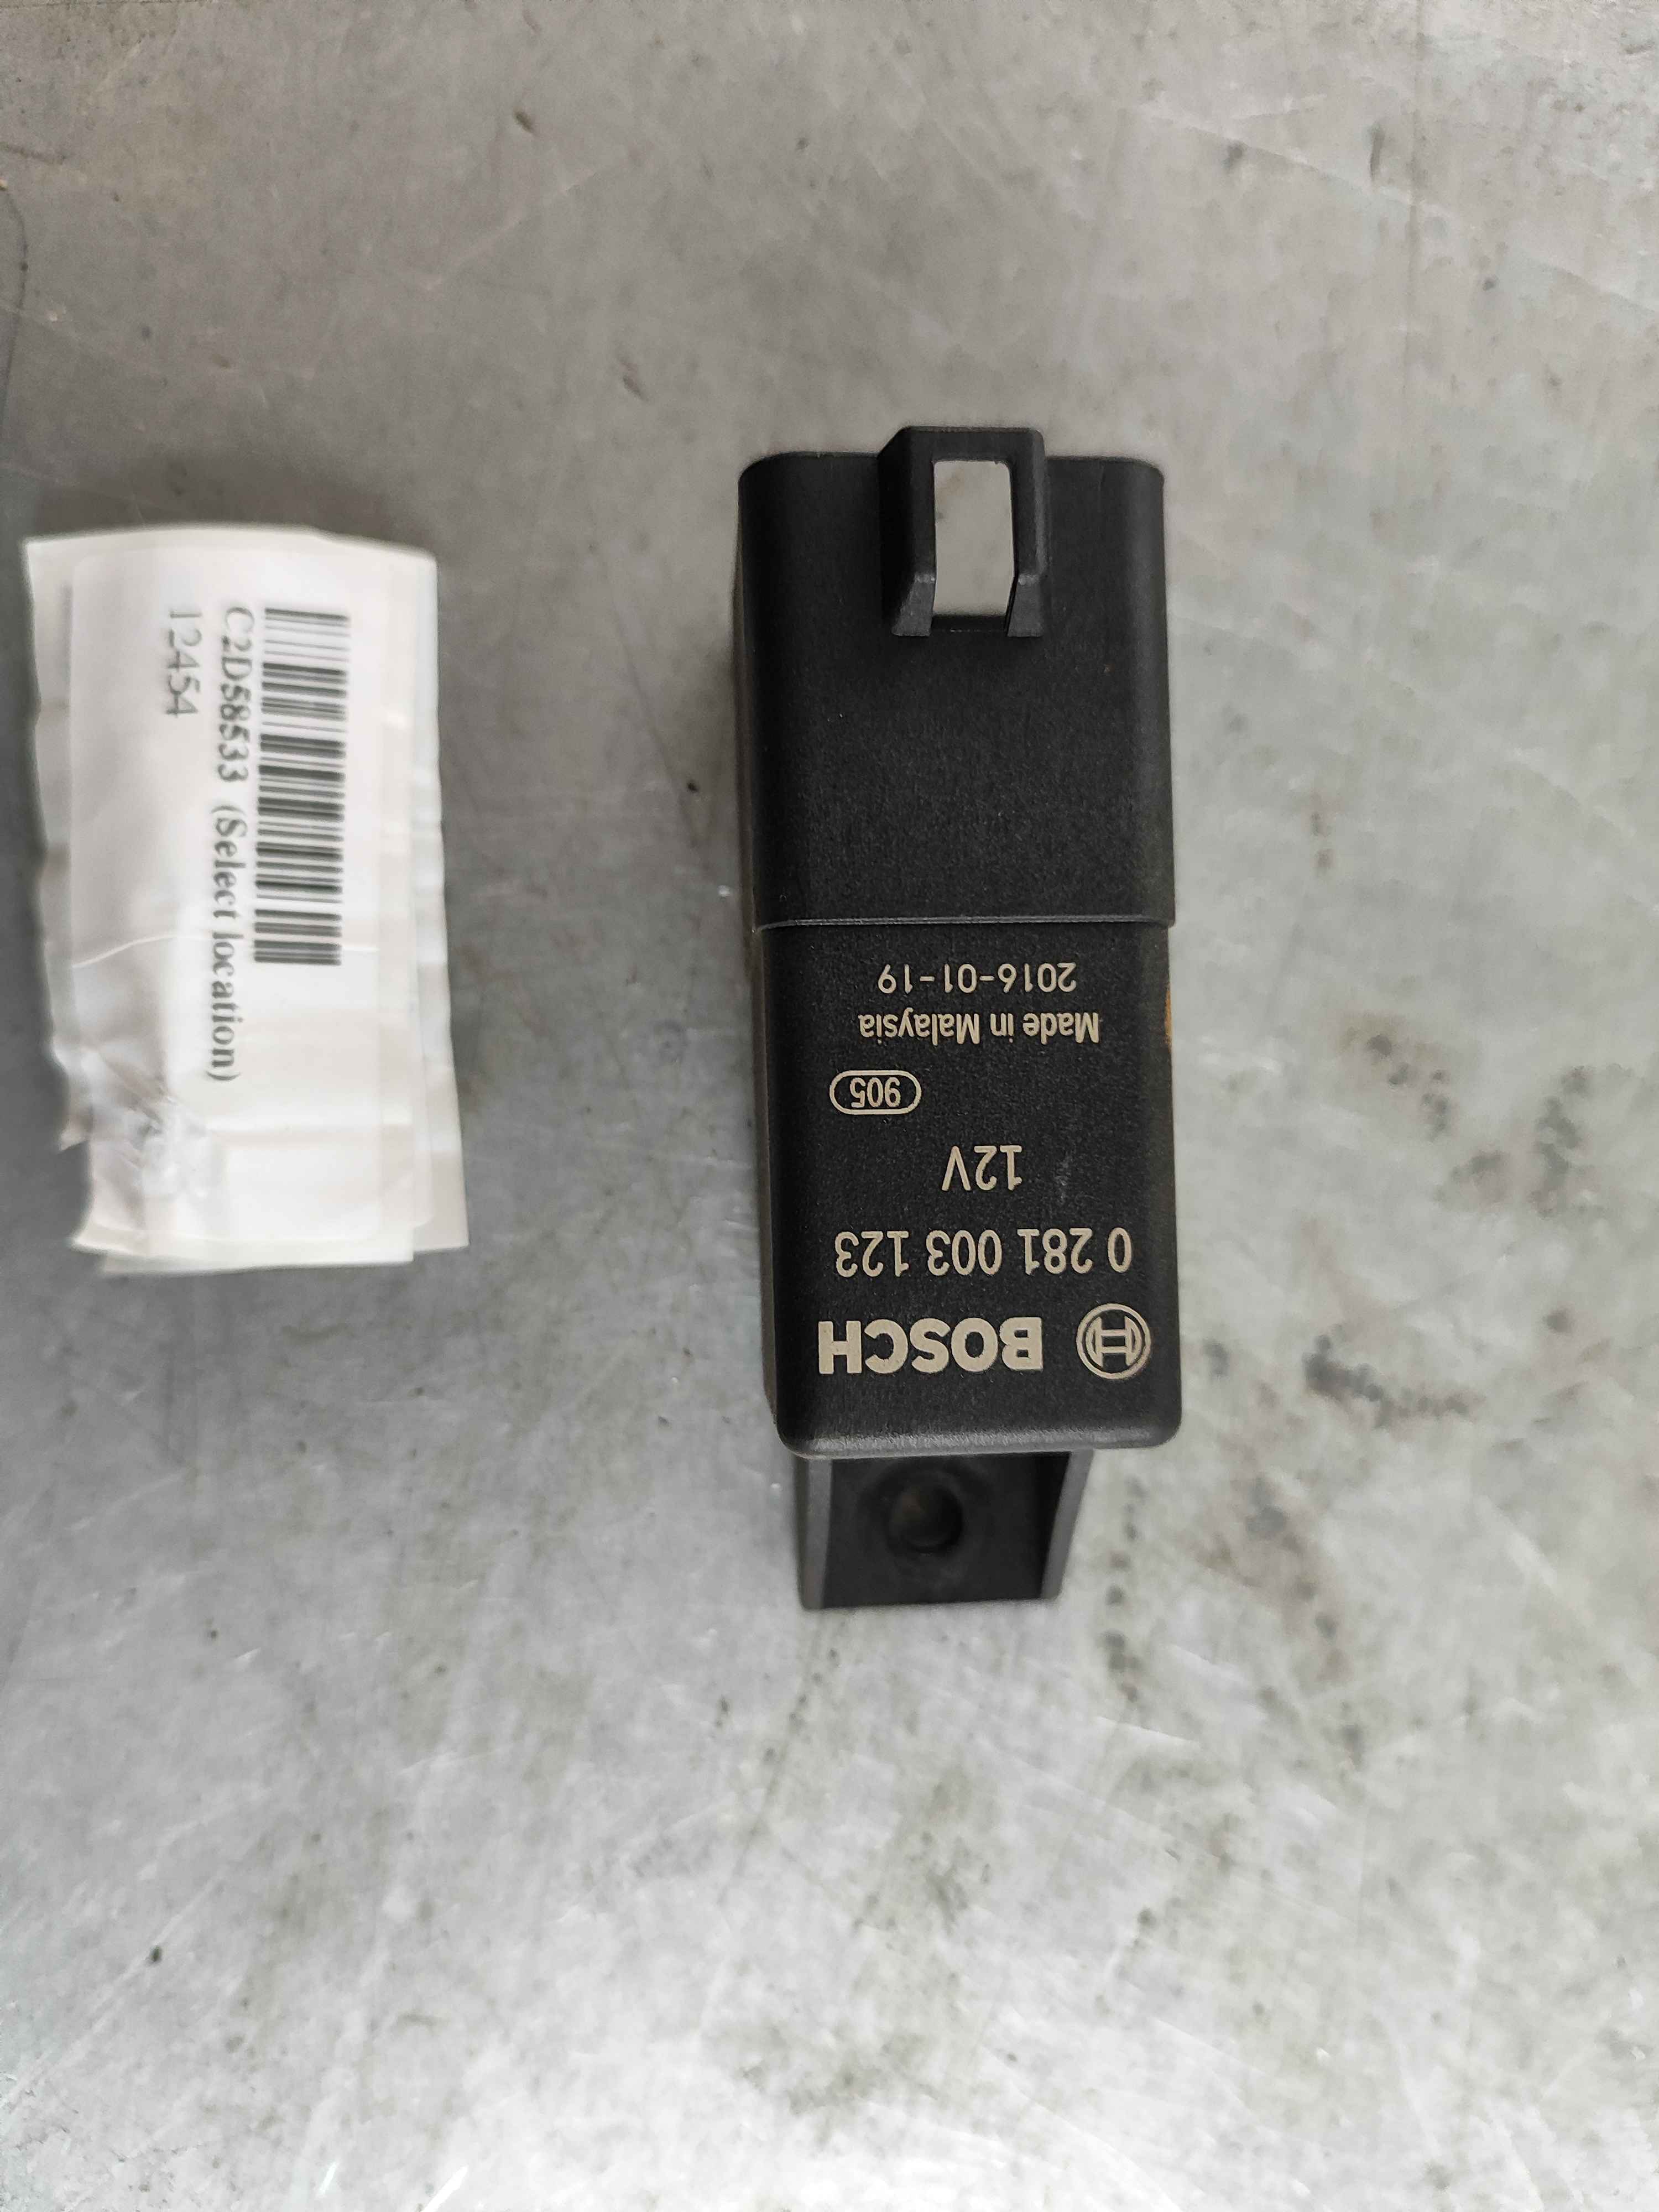 C2D58533 (Select location)
12454
BOSCH
0 281 003 123
12V
905
Made in Malaysia
2016-01-19